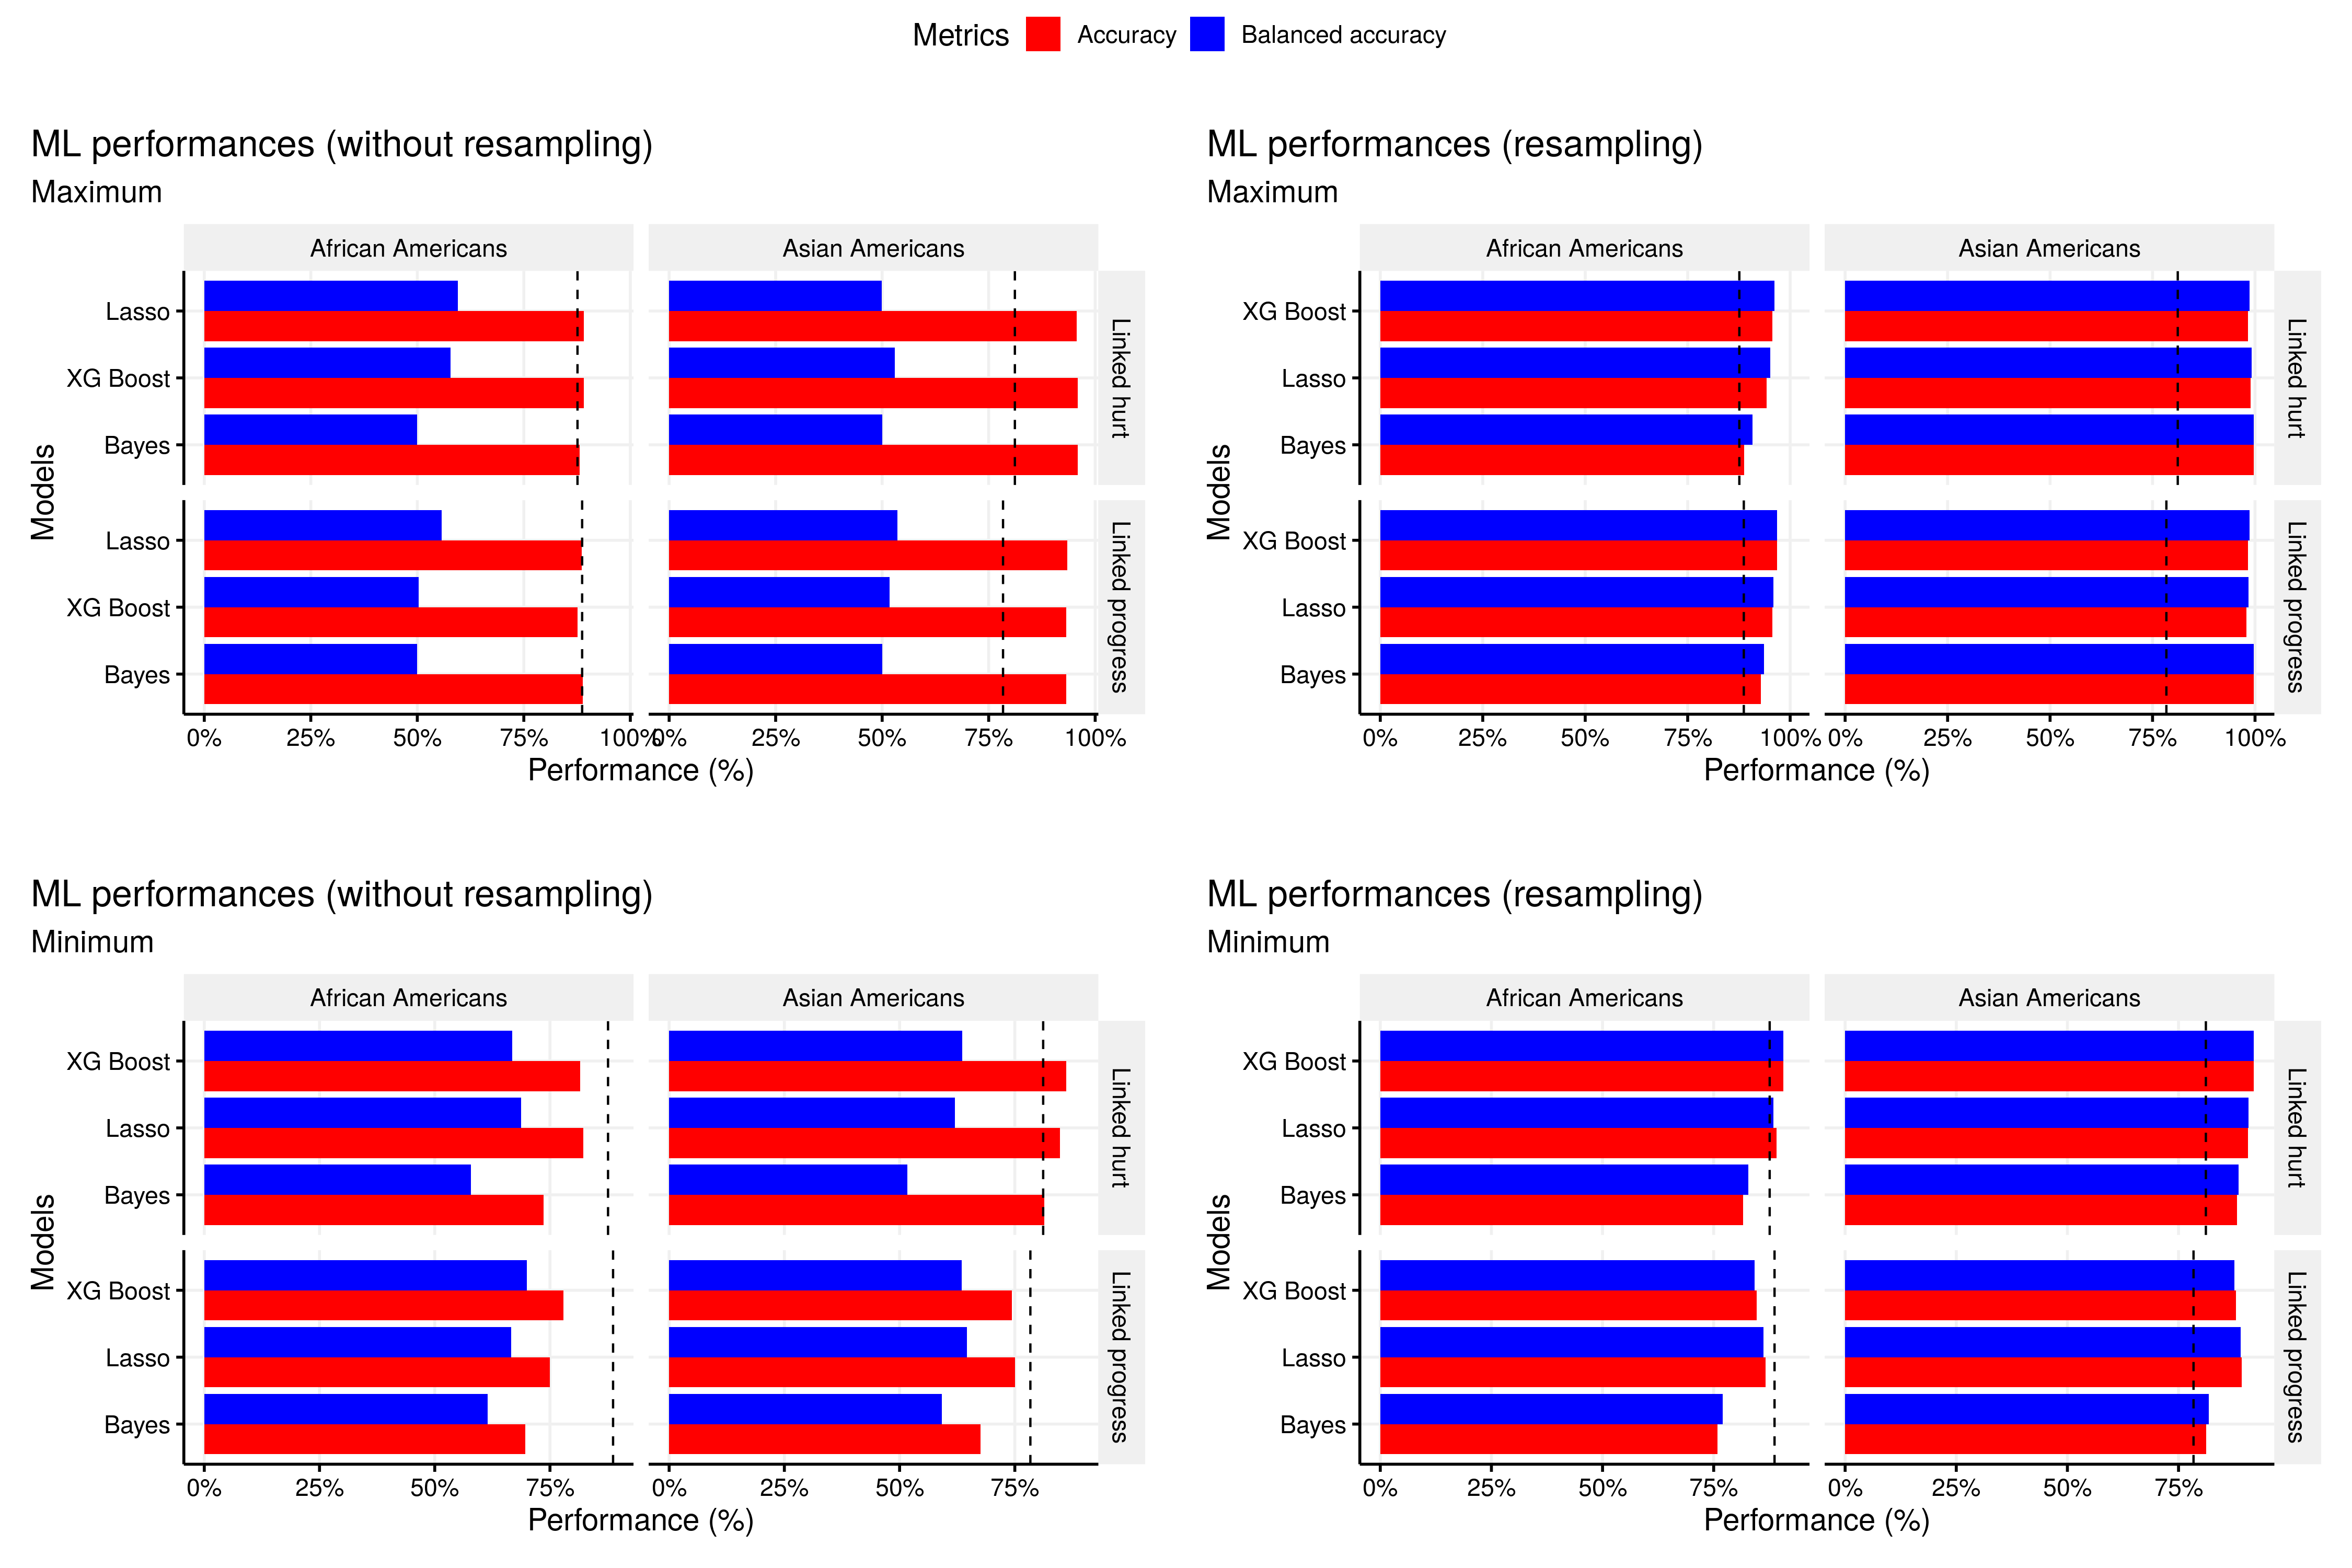 Metrics Accuracy Balanced accuracy
ML performances (without resampling)
Maximum
African Americans Asian Americans
Lasso
XG Boost
Bayes
Linked hurt
Lasso
XG Boost
Bayes
Linked progress
Models
0% 25% 50% 75% 100% 0% 25% 50% 75% 100%
Performance (%)
ML performances (resampling)
Maximum
African Americans Asian Americans
XG Boost
Lasso
Bayes
Linked hurt
XG Boost
Lasso
Bayes
Linked progress
Models
0% 25% 50% 75% 100% 0% 25% 50% 75% 100%
Performance (%)
ML performances (without resampling)
Minimum
African Americans Asian Americans
XG Boost
Lasso
Bayes
Linked hurt
XG Boost
Lasso
Bayes
Linked progress
Models
0% 25% 50% 75% 0% 25% 50% 75%
Performance (%)
ML performances (resampling)
Minimum
African Americans Asian Americans
XG Boost
Lasso
Bayes
Linked hurt
XG Boost
Lasso
Bayes
Linked progress
Models
0% 25% 50% 75% 0% 25% 50% 75%
Performance (%)